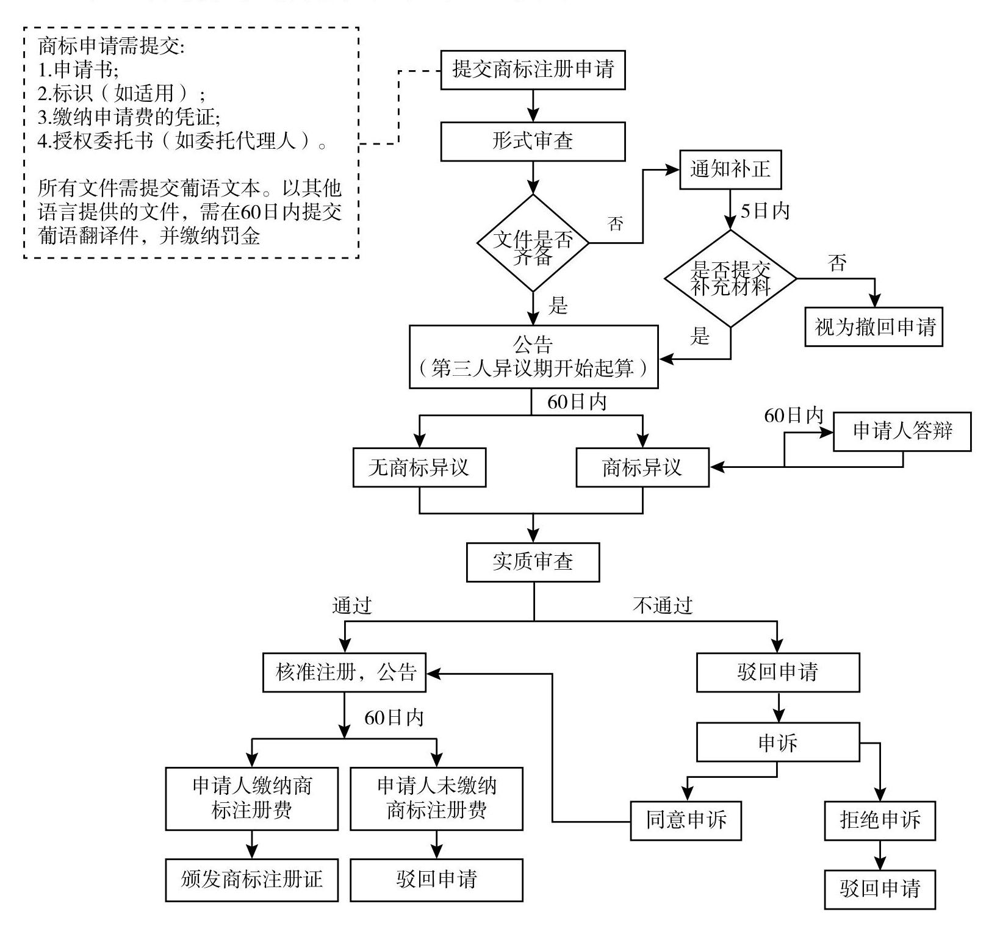 商标申请需提交:
1.申请书;
2.标识（如适用）;
3.缴纳申请费的凭证;
4.授权委托书（如委托代理人）。
所有文件需提交葡语文本。以其他
语言提供的文件，需在60日内提交
葡语翻译件，并缴纳罚金
提交商标注册申请
形式审查
文件是否
齐备
否
通知补正
5日内
是否提交
补充材料
否
视为撤回申请
是
是
公告
（第三人异议期开始起算）
60日内
无商标异议
商标异议
60日内
申请人答辩
实质审查
通过
不通过
核准注册，公告
驳回申请
60日内
申诉
申请人缴纳商
标注册费
申请人未缴纳
商标注册费
同意申诉
拒绝申诉
颁发商标注册证
驳回申请
驳回申请